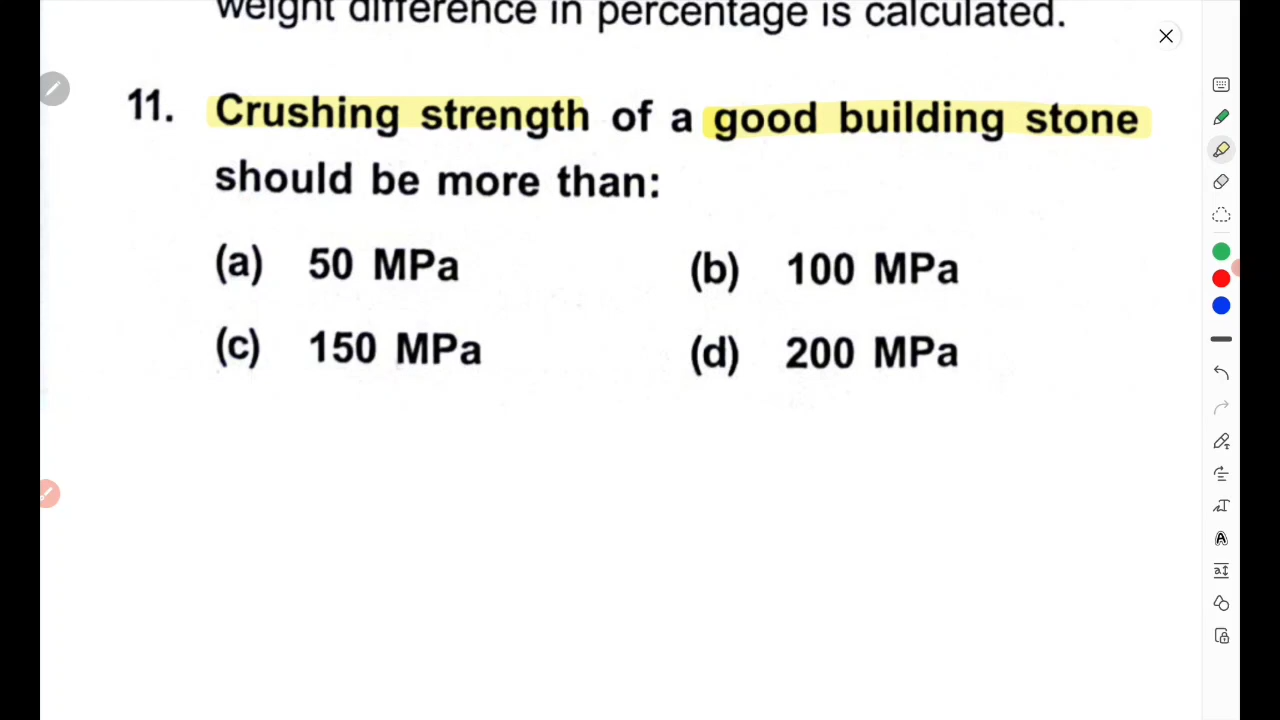 weight difference in percentage is calculated.
11. Crushing strength of a good building stone
should be more than:
(a) 50 MPa (b) 100 MPa
(c) 150 MPa (d) 200 MPa